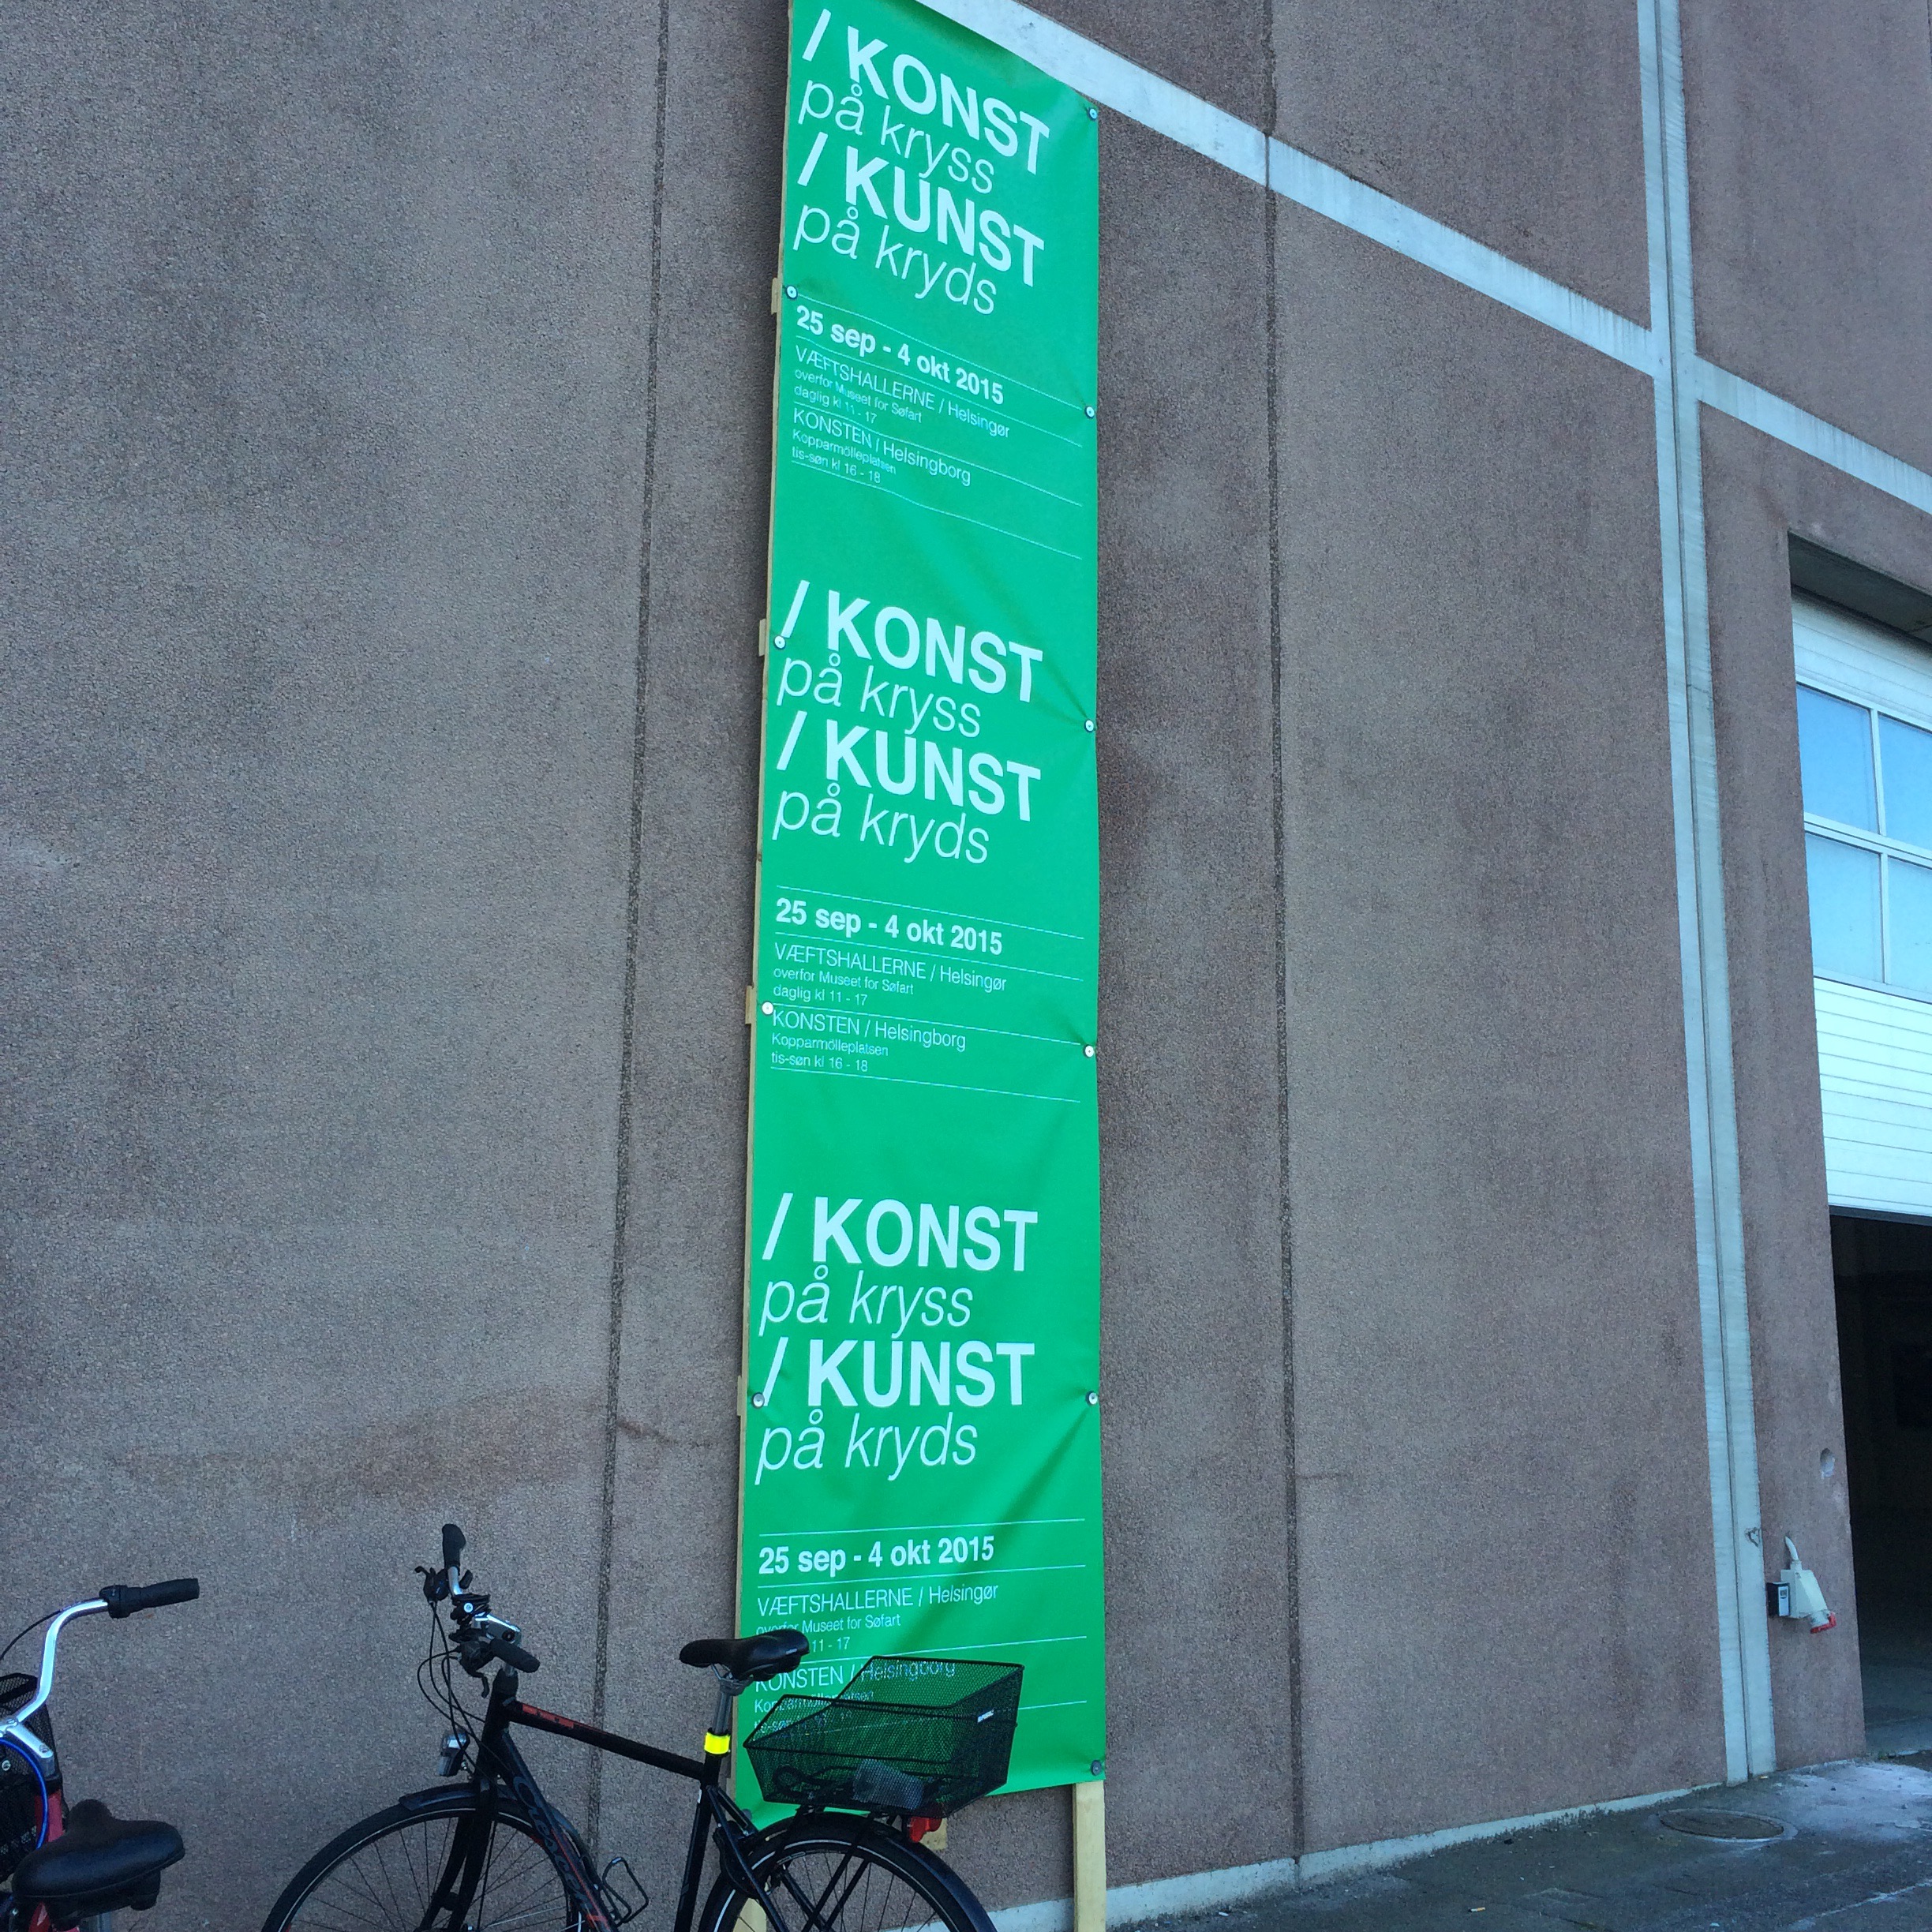 / KONST
på kryss
/ KUNST
på kryds
25 sep - 4 okt 2015
VÆFTSHALLERNE / Helsingør
overfor Museet for Søfart
daglig kl 11 - 17
KONSTEN / Helsingborg
Kopparmölleplatsen
tis-søn kl 16 - 18
/ KONST
på kryss
/ KUNST
på kryds
25 sep - 4 okt 2015
VÆFTSHALLERNE / Helsingør
overfor Museet for Søfart
daglig kl 11 - 17
KONSTEN / Helsingborg
Kopparmölleplatsen
tis-søn kl 16 - 18
/ KONST
på kryss
/ KUNST
på kryds
25 sep - 4 okt 2015
VÆFTSHALLERNE / Helsingør
overfor Museet for Søfart
11 - 17
KONSTEN / Helsingborg